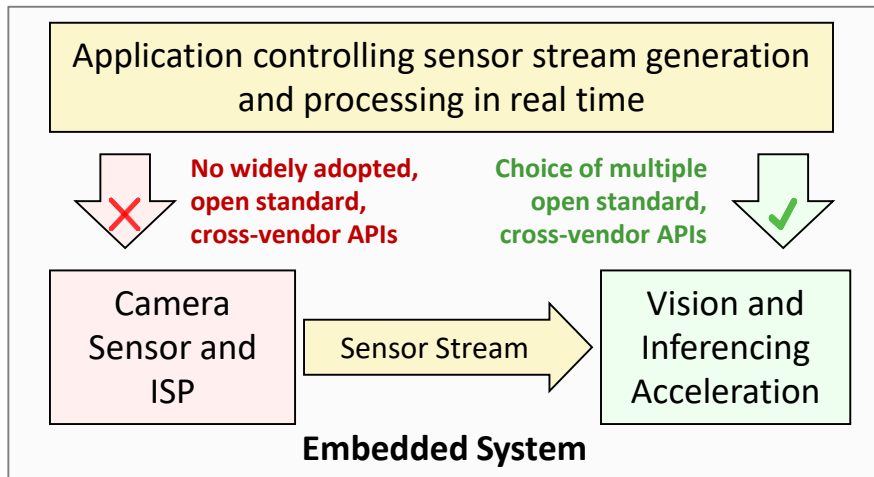 Application controlling sensor stream generation
and processing in real time
No widely adopted,
open standard,
cross-vendor APIs
Choice of multiple
open standard,
cross-vendor APIs
Camera
Sensor and
ISP
Sensor Stream
Vision and
Inferencing
Acceleration
Embedded System